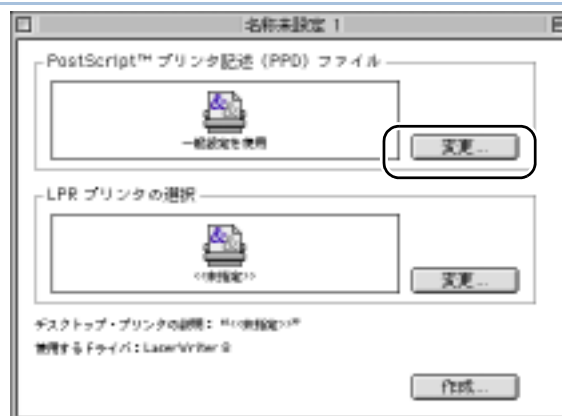 名称未設定 1
PostScript™ プリンタ記述（PPD）ファイル
一般設定を使用
変更...
LPR プリンタの選択
<<未指定>>
変更...
デスクトップ・プリンタの説明： "<<未指定>>"
使用するドライバ：LaserWriter 8
作成...